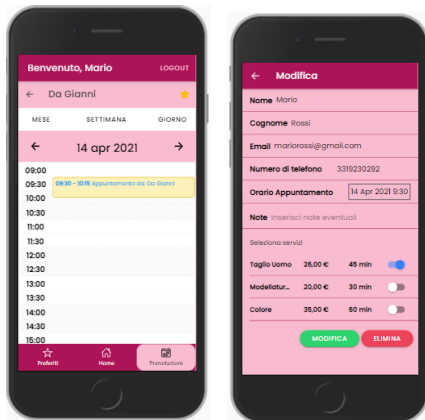 Benvenuto, Mario LOGOUT
← Da Gianni
MESE SETTIMANA GIORNO
← 14 apr 2021 →
09:00
09:30 09:30 - 10:15 Appuntamento da: Da Gianni
10:00
10:30
11:00
11:30
12:00
12:30
13:00
13:30
14:00
14:30
15:00
Preferiti Home Prenotazioni
← Modifica
Nome Mario
Cognome Rossi
Email mariorossi@gmail.com
Numero di telefono 3319230292
Orario Appuntamento 14 Apr 2021 9:30
Note Inserisci note eventuali
Seleziona servizi
Taglio Uomo 26,00 € 45 min
Modellatur... 20,00 € 30 min
Colore 35,00 € 60 min
MODIFICA ELIMINA